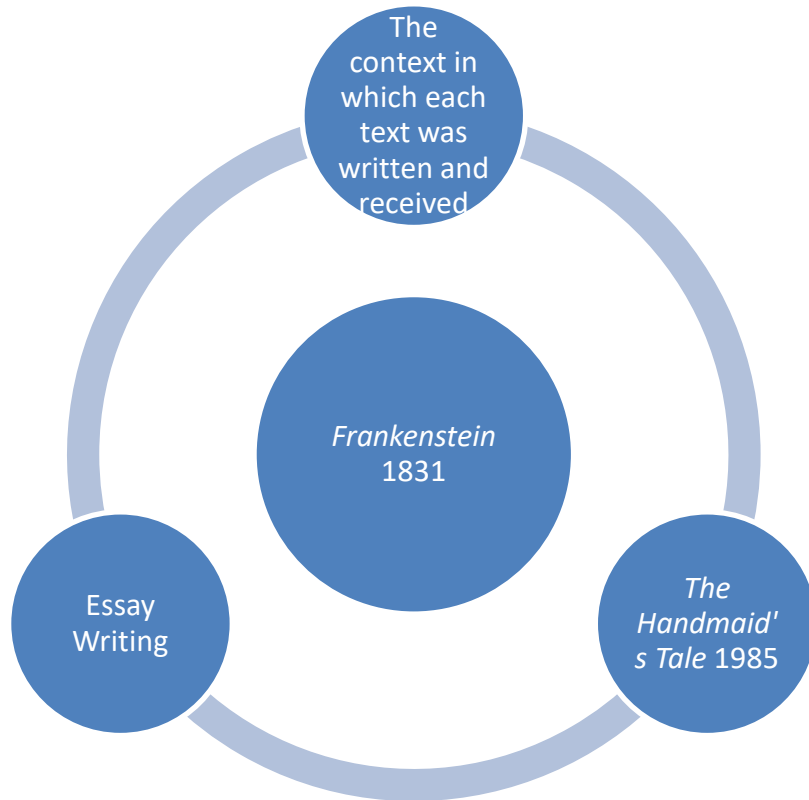 The
context in
which each
text was
written and
received
Frankenstein
1831
Essay
Writing
The
Handmaid'
s Tale 1985